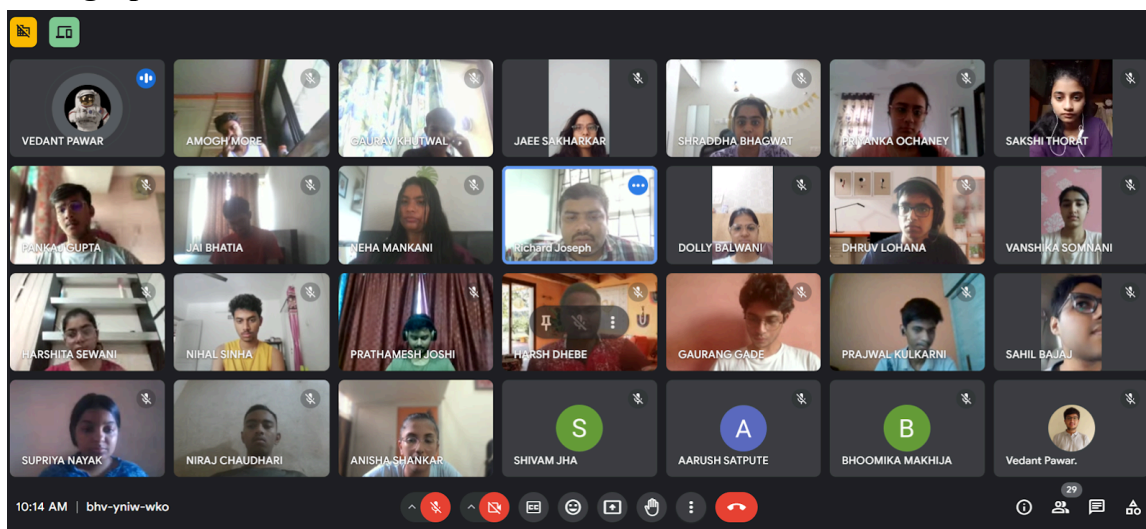 VEDANT PAWAR
AMOGH MORE
GAURAV KHUTWAL
JAEE SAKHARKAR
SHRADDHA BHAGWAT
PRIYANKA OCHANEY
SAKSHI THORAT
PANKAJ GUPTA
JAI BHATIA
NEHA MANKANI
Richard Joseph
DOLLY BALWANI
DHRUV LOHANA
VANSHIKA SOMNANI
HARSHITA SEWANI
NIHAL SINHA
PRATHAMESH JOSHI
HARSH DHEBE
GAURANG GADE
PRAJWAL KULKARNI
SAHIL BAJAJ
SUPRIYA NAYAK
NIRAJ CHAUDHARI
ANISHA SHANKAR
S
SHIVAM JHA
A
AARUSH SATPUTE
B
BHOOMIKA MAKHIJA
Vedant Pawar.
10:14 AM | bhv-yniw-wko
CC
29